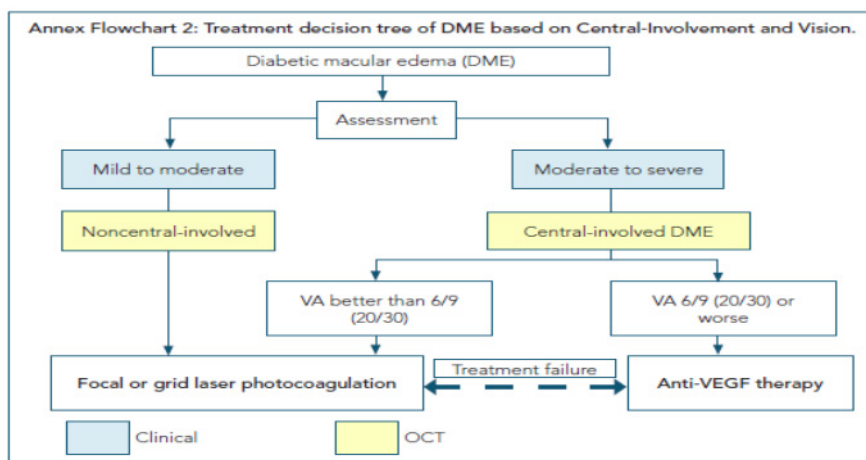 Annex Flowchart 2: Treatment decision tree of DME based on Central-Involvement and Vision.
Diabetic macular edema (DME)
Assessment
Mild to moderate
Moderate to severe
Noncentral-involved
Central-involved DME
VA better than 6/9
(20/30)
VA 6/9 (20/30) or
worse
Focal or grid laser photocoagulation
Treatment failure
Anti-VEGF therapy
Clinical
OCT